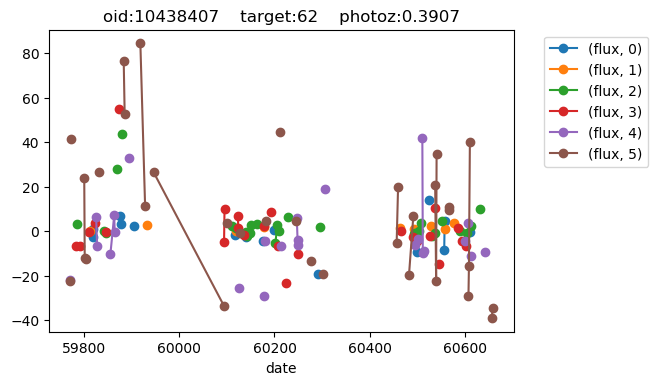 oid:10438407 target:62 photoz:0.3907
80
60
40
20
0
−20
−40
59800
60000
60200
60400
60600
date
(flux, 0)
(flux, 1)
(flux, 2)
(flux, 3)
(flux, 4)
(flux, 5)